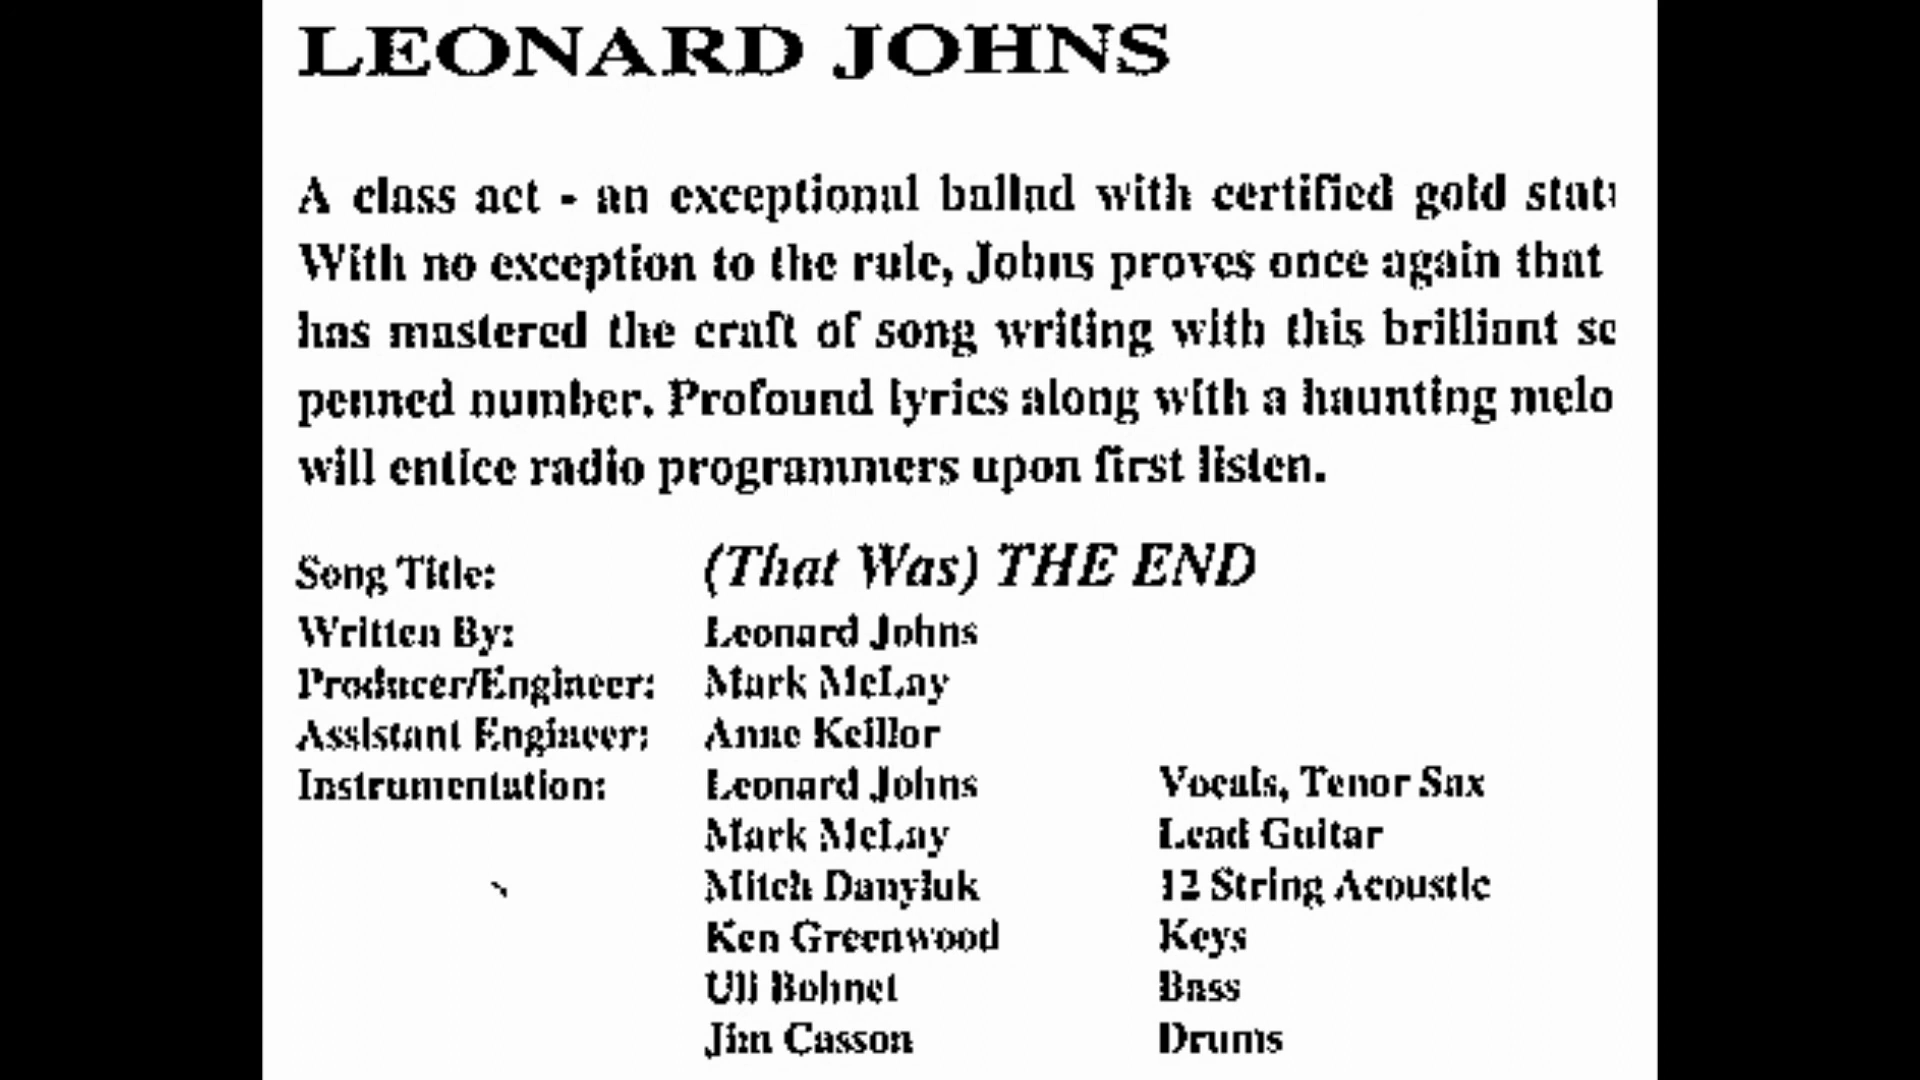 LEONARD JOHNS
A class act - an exceptional ballad with certified gold
With no exception to the rule, Johns proves once again that
has mastered the craft of song writing with this brilliant
penned number. Profound lyrics along with a haunting
will entice radio programmers upon first listen.
Song Title: (That Was) THE END
Written By: Leonard Johns
Producer/Engineer: Mark McLay
Assistant Engineer: Anne Keillor
Instrumentation: Leonard Johns Vocals, Tenor Sax
Mark McLay Lead Guitar
Mitch Danyluk 12 String Acoustic
Ken Greenwood Keys
Uli Bohnet Bass
Jim Casson Drums